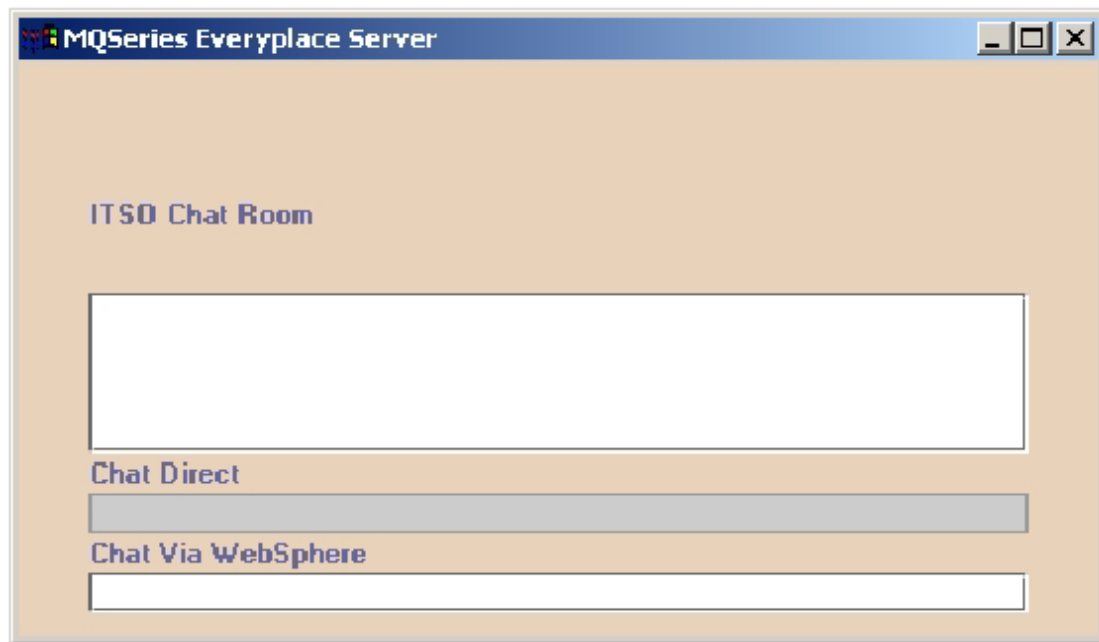 MQSeries Everyplace Server
ITSO Chat Room
Chat Direct
Chat Via WebSphere